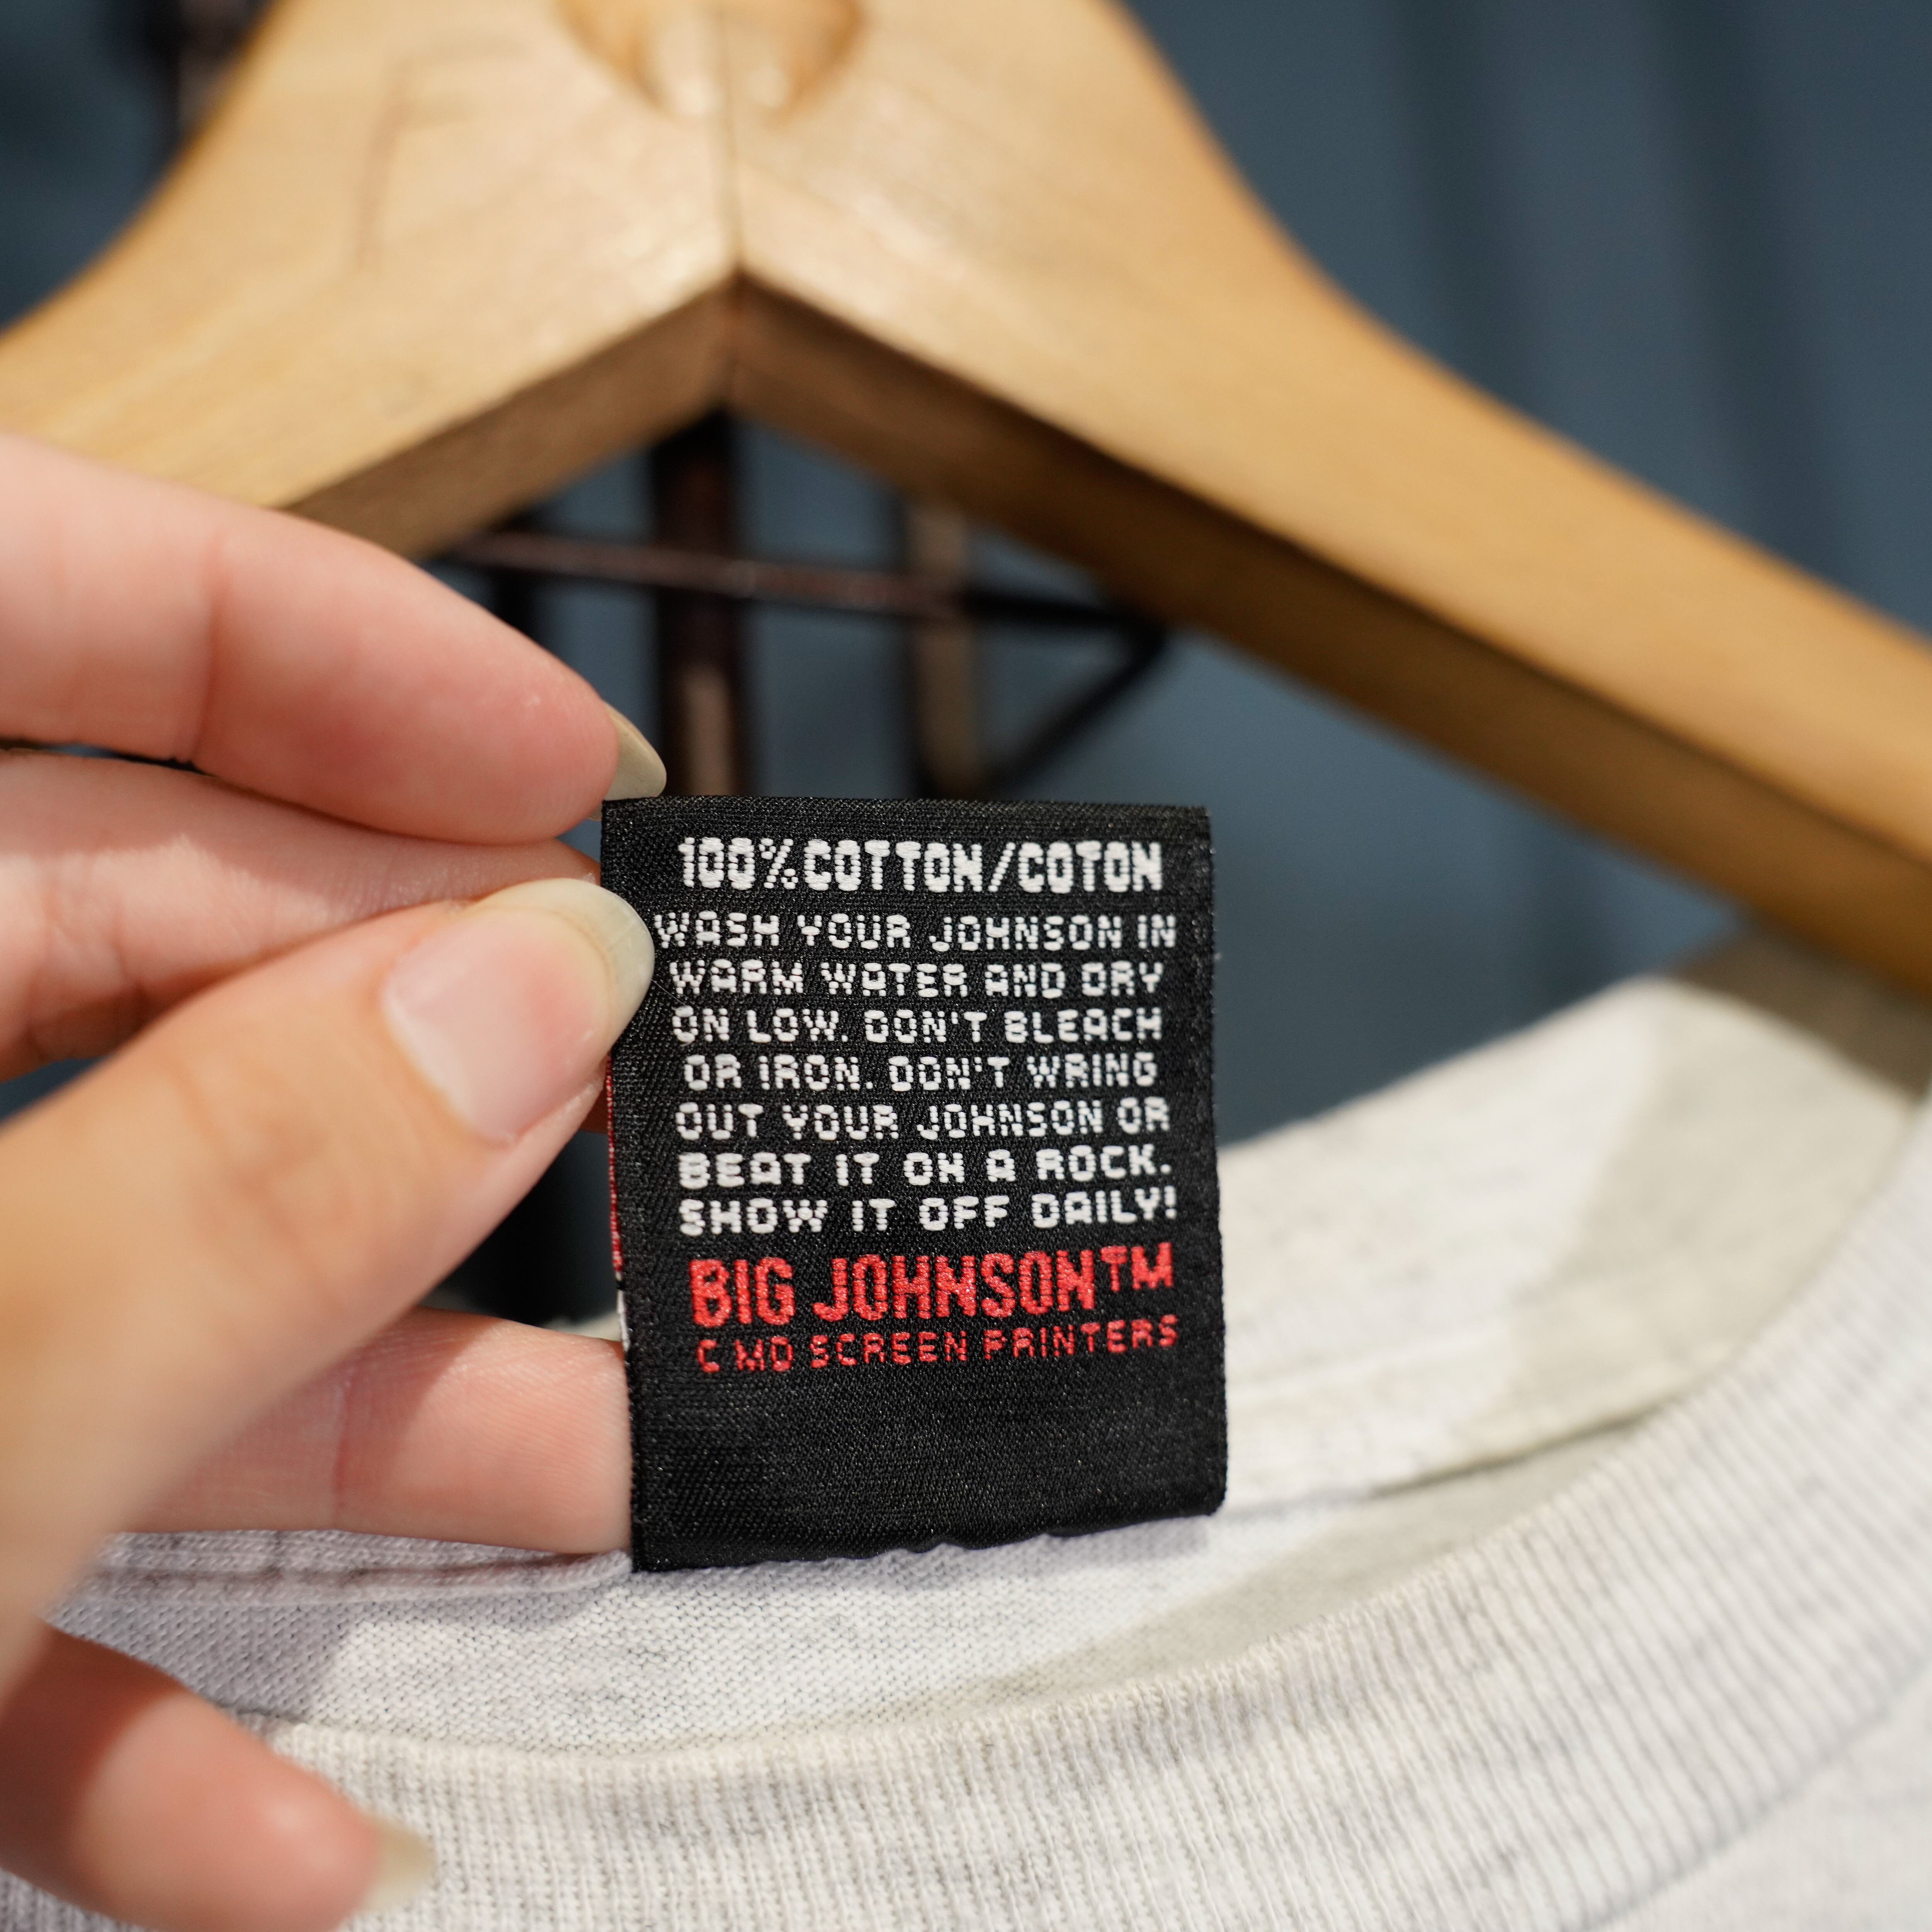 100% COTTON/COTON
WASH YOUR JOHNSON IN
WARM WATER AND DRY
ON LOW. DON'T BLEACH
OR IRON. DON'T WRING
OUT YOUR JOHNSON OR
BEAT IT ON A ROCK.
SHOW IT OFF DAILY!
BIG JOHNSON™
C MD SCREEN PRINTERS